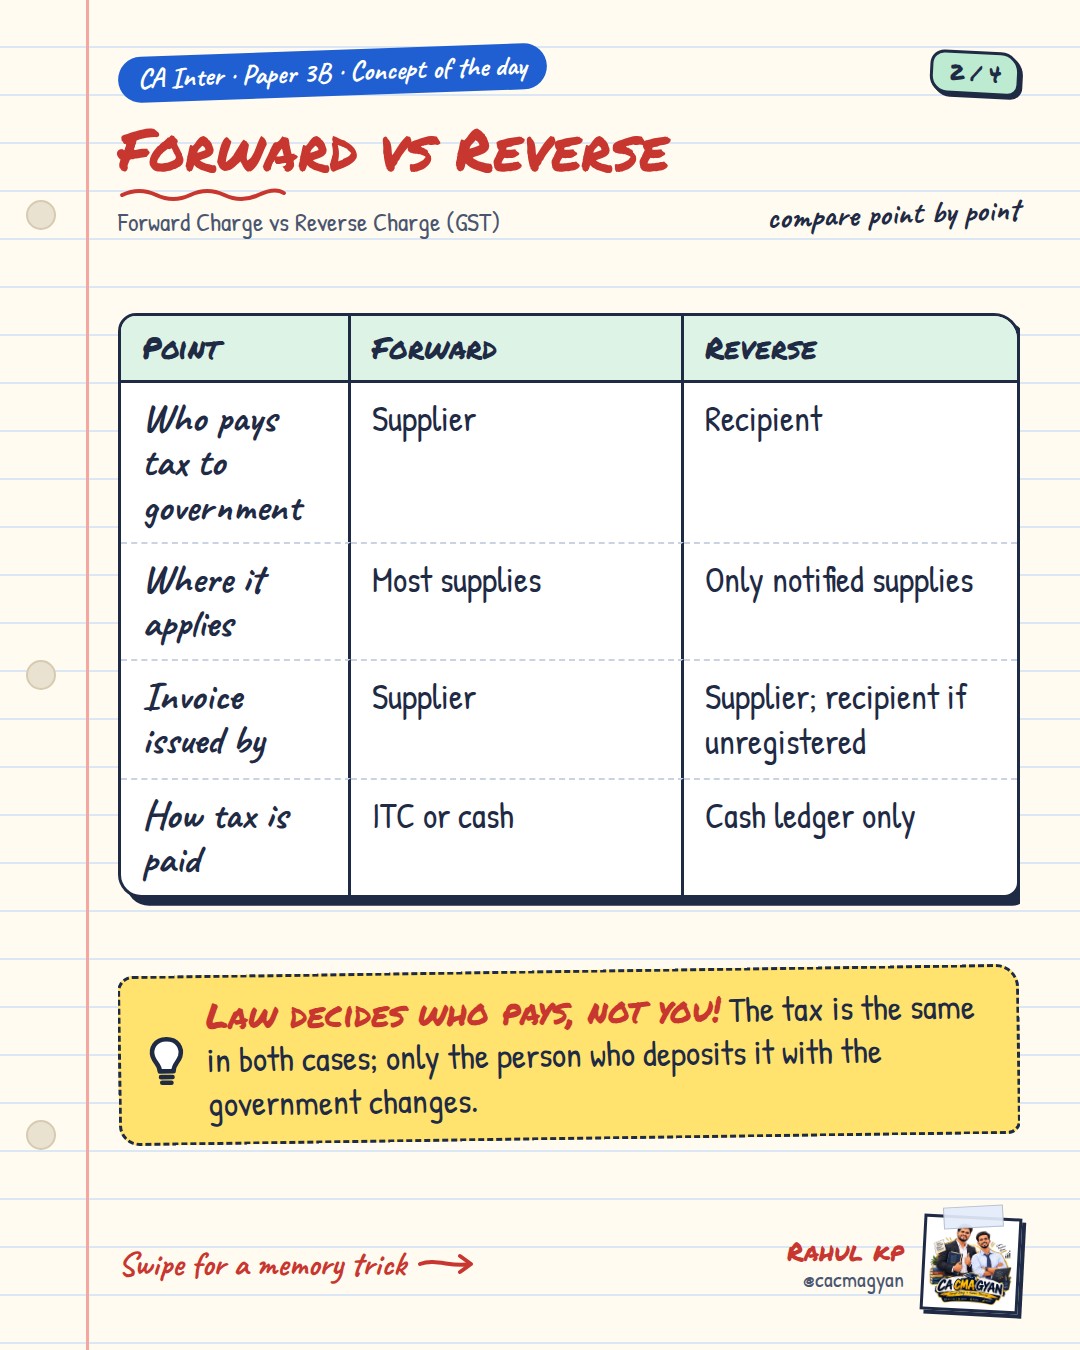 CA Inter · Paper 3B · Concept of the day
2/4
Forward vs Reverse
Forward Charge vs Reverse Charge (GST)
compare point by point
Point Forward Reverse
Who pays Supplier Recipient
tax to
government
Where it Most supplies Only notified supplies
applies
Invoice Supplier Supplier; recipient if
issued by unregistered
How tax is ITC or cash Cash ledger only
paid
Law decides who pays, not you! The tax is the same
in both cases; only the person who deposits it with the
government changes.
Swipe for a memory trick
Rahul KP
@cacmagyan
CA CMA GYAN